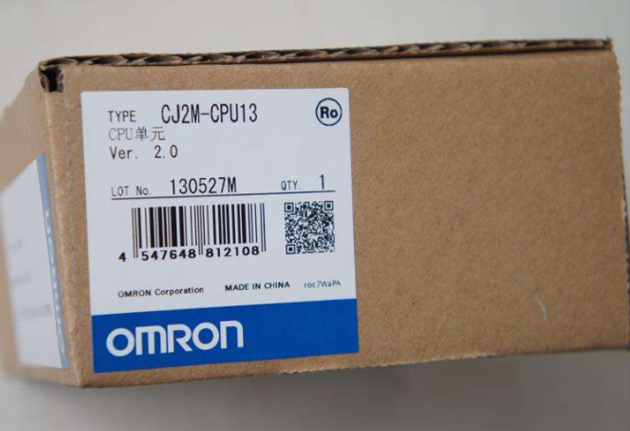 TYPE CJ2M-CPU13
Ro
CPU单元
Ver. 2.0
LOT No. 130527M QTY. 1
4 547648 812108
OMRON Corporation MADE IN CHINA roc7WaPA
OMRON